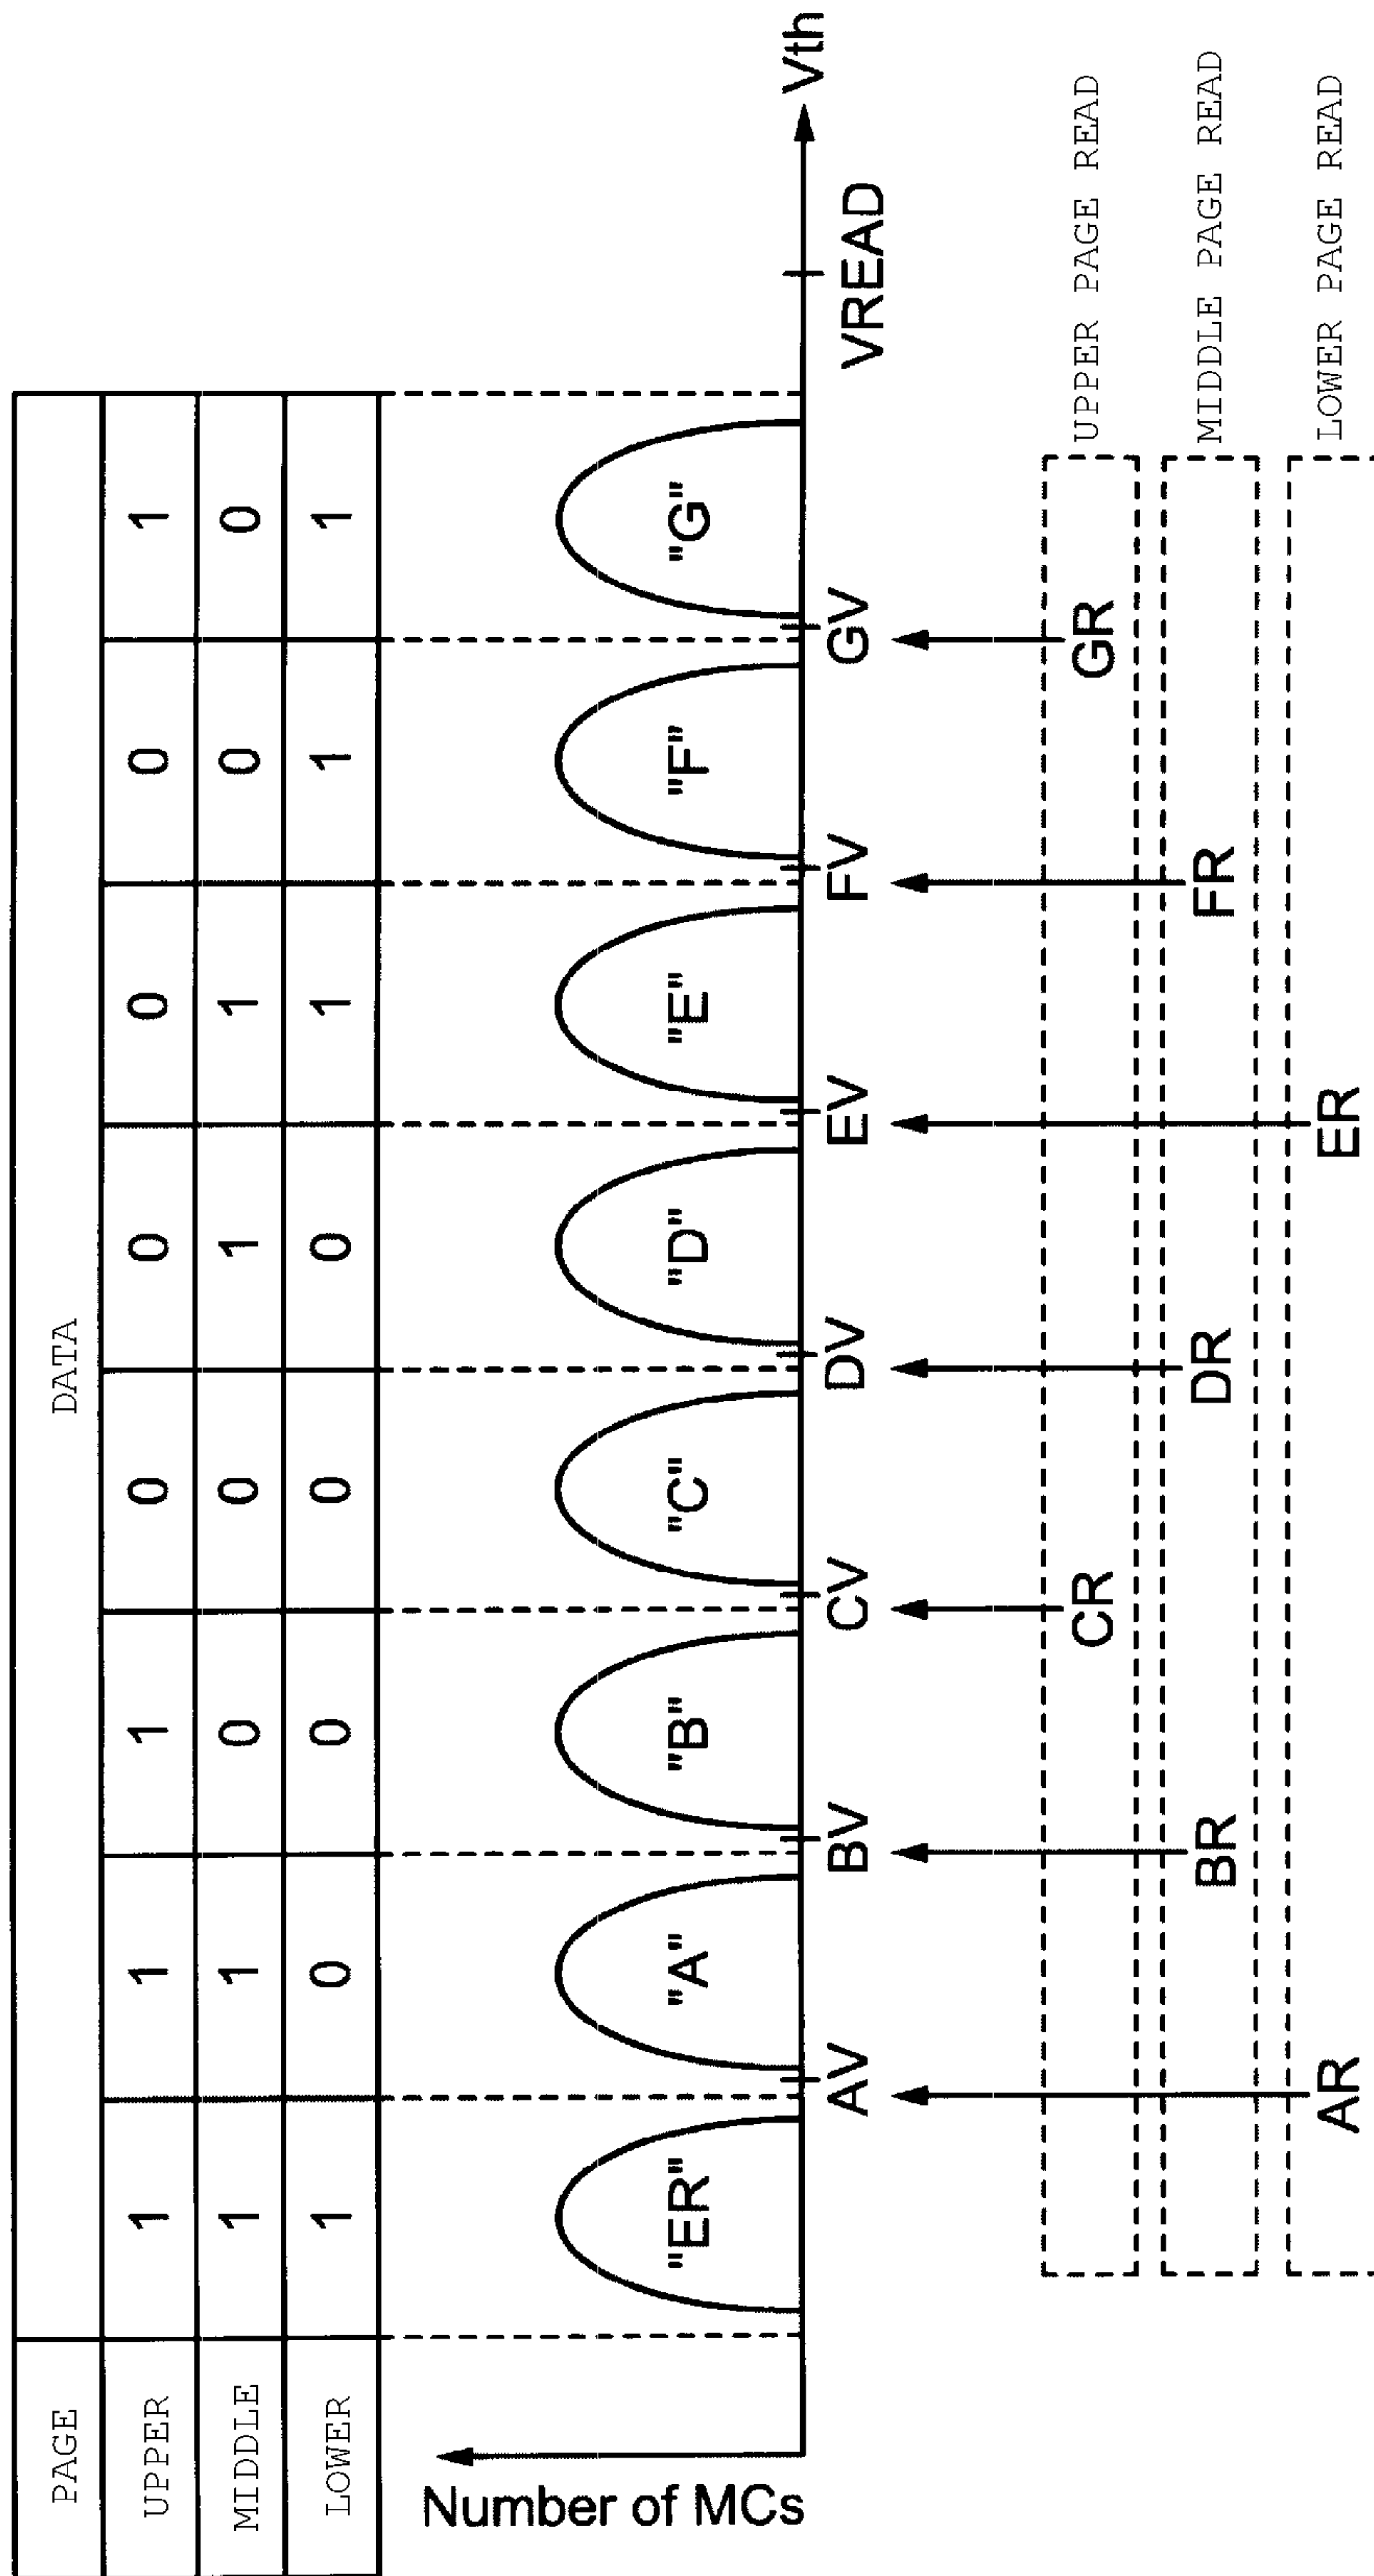 PAGE DATA
UPPER 1 1 1 0 0 0 0 1
MIDDLE 1 1 0 0 1 1 0 0
LOWER 1 0 0 0 0 1 1 1
Number of MCs
"ER" "A" "B" "C" "D" "E" "F" "G"
Vth
AV BV CV DV EV FV GV VREAD
CR GR UPPER PAGE READ
BR DR FR MIDDLE PAGE READ
AR ER LOWER PAGE READ